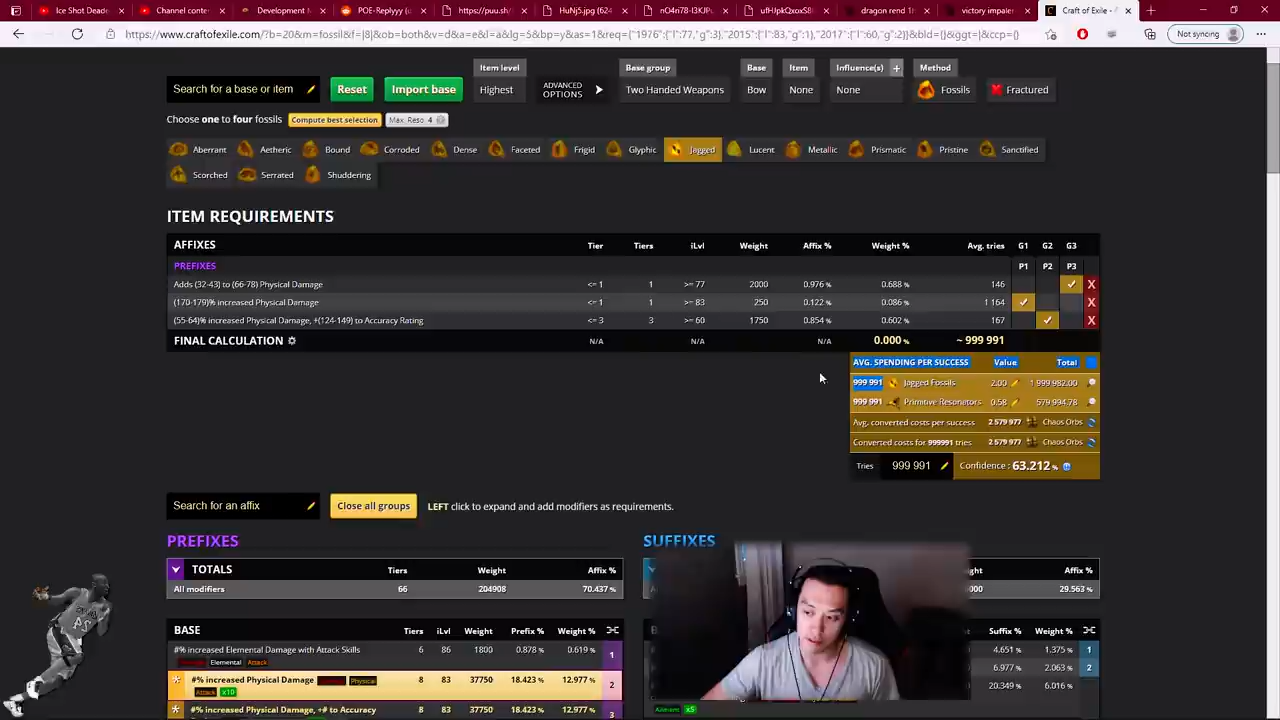 Ice Shot Deade
Channel conter
Development M
POE-Replyyy (u
https://puu.sh/
HuNj5.jpg (624
nO4i78-I3KJPu
ufHJpkQxoxS8
dragon rend 1h
victory impaler
Craft of Exile - P
https://www.craftofexile.com/?b=20&m=fossil&f=|8|&ob=both&v=d&a=e&l=a&lg=5&bp=y&as=1&req={"1976":{"l":77,"g":3},"2015":{"l":83,"g":1},"2017":{"l":60,"g":2}}&bld={}&ggt=|&ccp={}
Not syncing
Item level
Base group
Base
Item
Influence(s) +
Method
Search for a base or item
Reset
Import base
Highest
ADVANCED OPTIONS
Two Handed Weapons
Bow
None
None
Fossils
Fractured
Choose one to four fossils
Compute best selection
Max. Reso. 4
Aberrant Aetheric Bound Corroded Dense Faceted Frigid Glyphic Jagged Lucent Metallic Prismatic Pristine Sanctified
Scorched Serrated Shuddering
ITEM REQUIREMENTS
AFFIXES Tier Tiers iLvl Weight Affix % Weight % Avg. tries G1 G2 G3
PREFIXES P1 P2 P3
Adds (32-43) to (66-78) Physical Damage <= 1 1 >= 77 2000 0.976 % 0.688 % 146 X
(170-179)% increased Physical Damage <= 1 1 >= 83 250 0.122 % 0.086 % 1 164 X
(55-64)% increased Physical Damage, +(124-149) to Accuracy Rating <= 3 3 >= 60 1750 0.854 % 0.602 % 167 X
FINAL CALCULATION N/A N/A N/A 0.000 % ~ 999 991
AVG. SPENDING PER SUCCESS Value Total
999 991 Jagged Fossils 2.00 1 999 982.00
999 991 Primitive Resonators 0.58 579 994.78
Avg. converted costs per success 2 579 977 Chaos Orbs
Converted costs for 999991 tries 2 579 977 Chaos Orbs
Tries 999 991 Confidence : 63.212 %
Search for an affix
Close all groups
LEFT click to expand and add modifiers as requirements.
PREFIXES
SUFFIXES
TOTALS Tiers Weight Affix %
All modifiers 66 204908 70.437 %
Affix %
29.563 %
BASE Tiers iLvl Weight Prefix % Weight %
Suffix % Weight %
#% increased Elemental Damage with Attack Skills 6 86 1800 0.878 % 0.619 % 1
Elemental Attack
4.651 % 1.375 % 1
6.977 % 2.063 % 2
20.349 % 6.016 %
#% increased Physical Damage Physical 8 83 37750 18.423 % 12.977 % 2
Attack x10
#% increased Physical Damage, +# to Accuracy 8 83 37750 18.423 % 12.977 % 3
x5